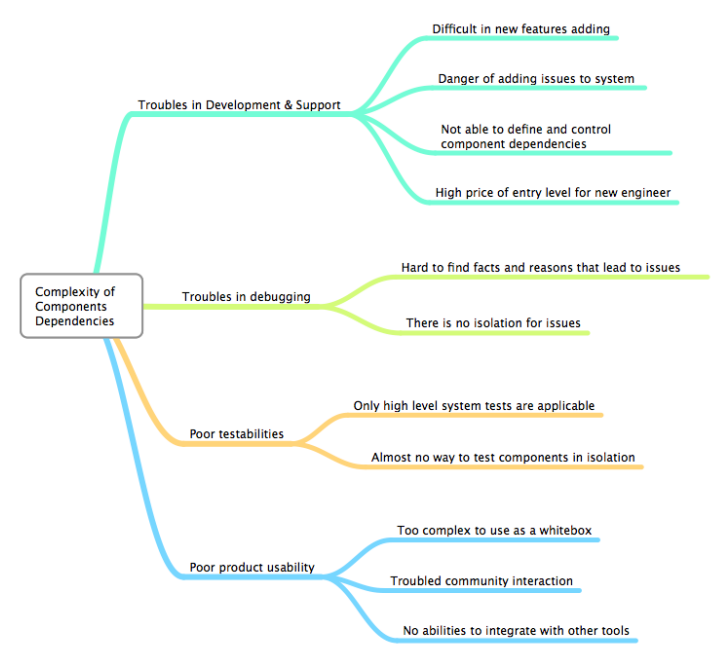 Complexity of
Components
Dependencies
Troubles in Development & Support
Difficult in new features adding
Danger of adding issues to system
Not able to define and control
component dependencies
High price of entry level for new engineer
Troubles in debugging
Hard to find facts and reasons that lead to issues
There is no isolation for issues
Poor testabilities
Only high level system tests are applicable
Almost no way to test components in isolation
Poor product usability
Too complex to use as a whitebox
Troubled community interaction
No abilities to integrate with other tools